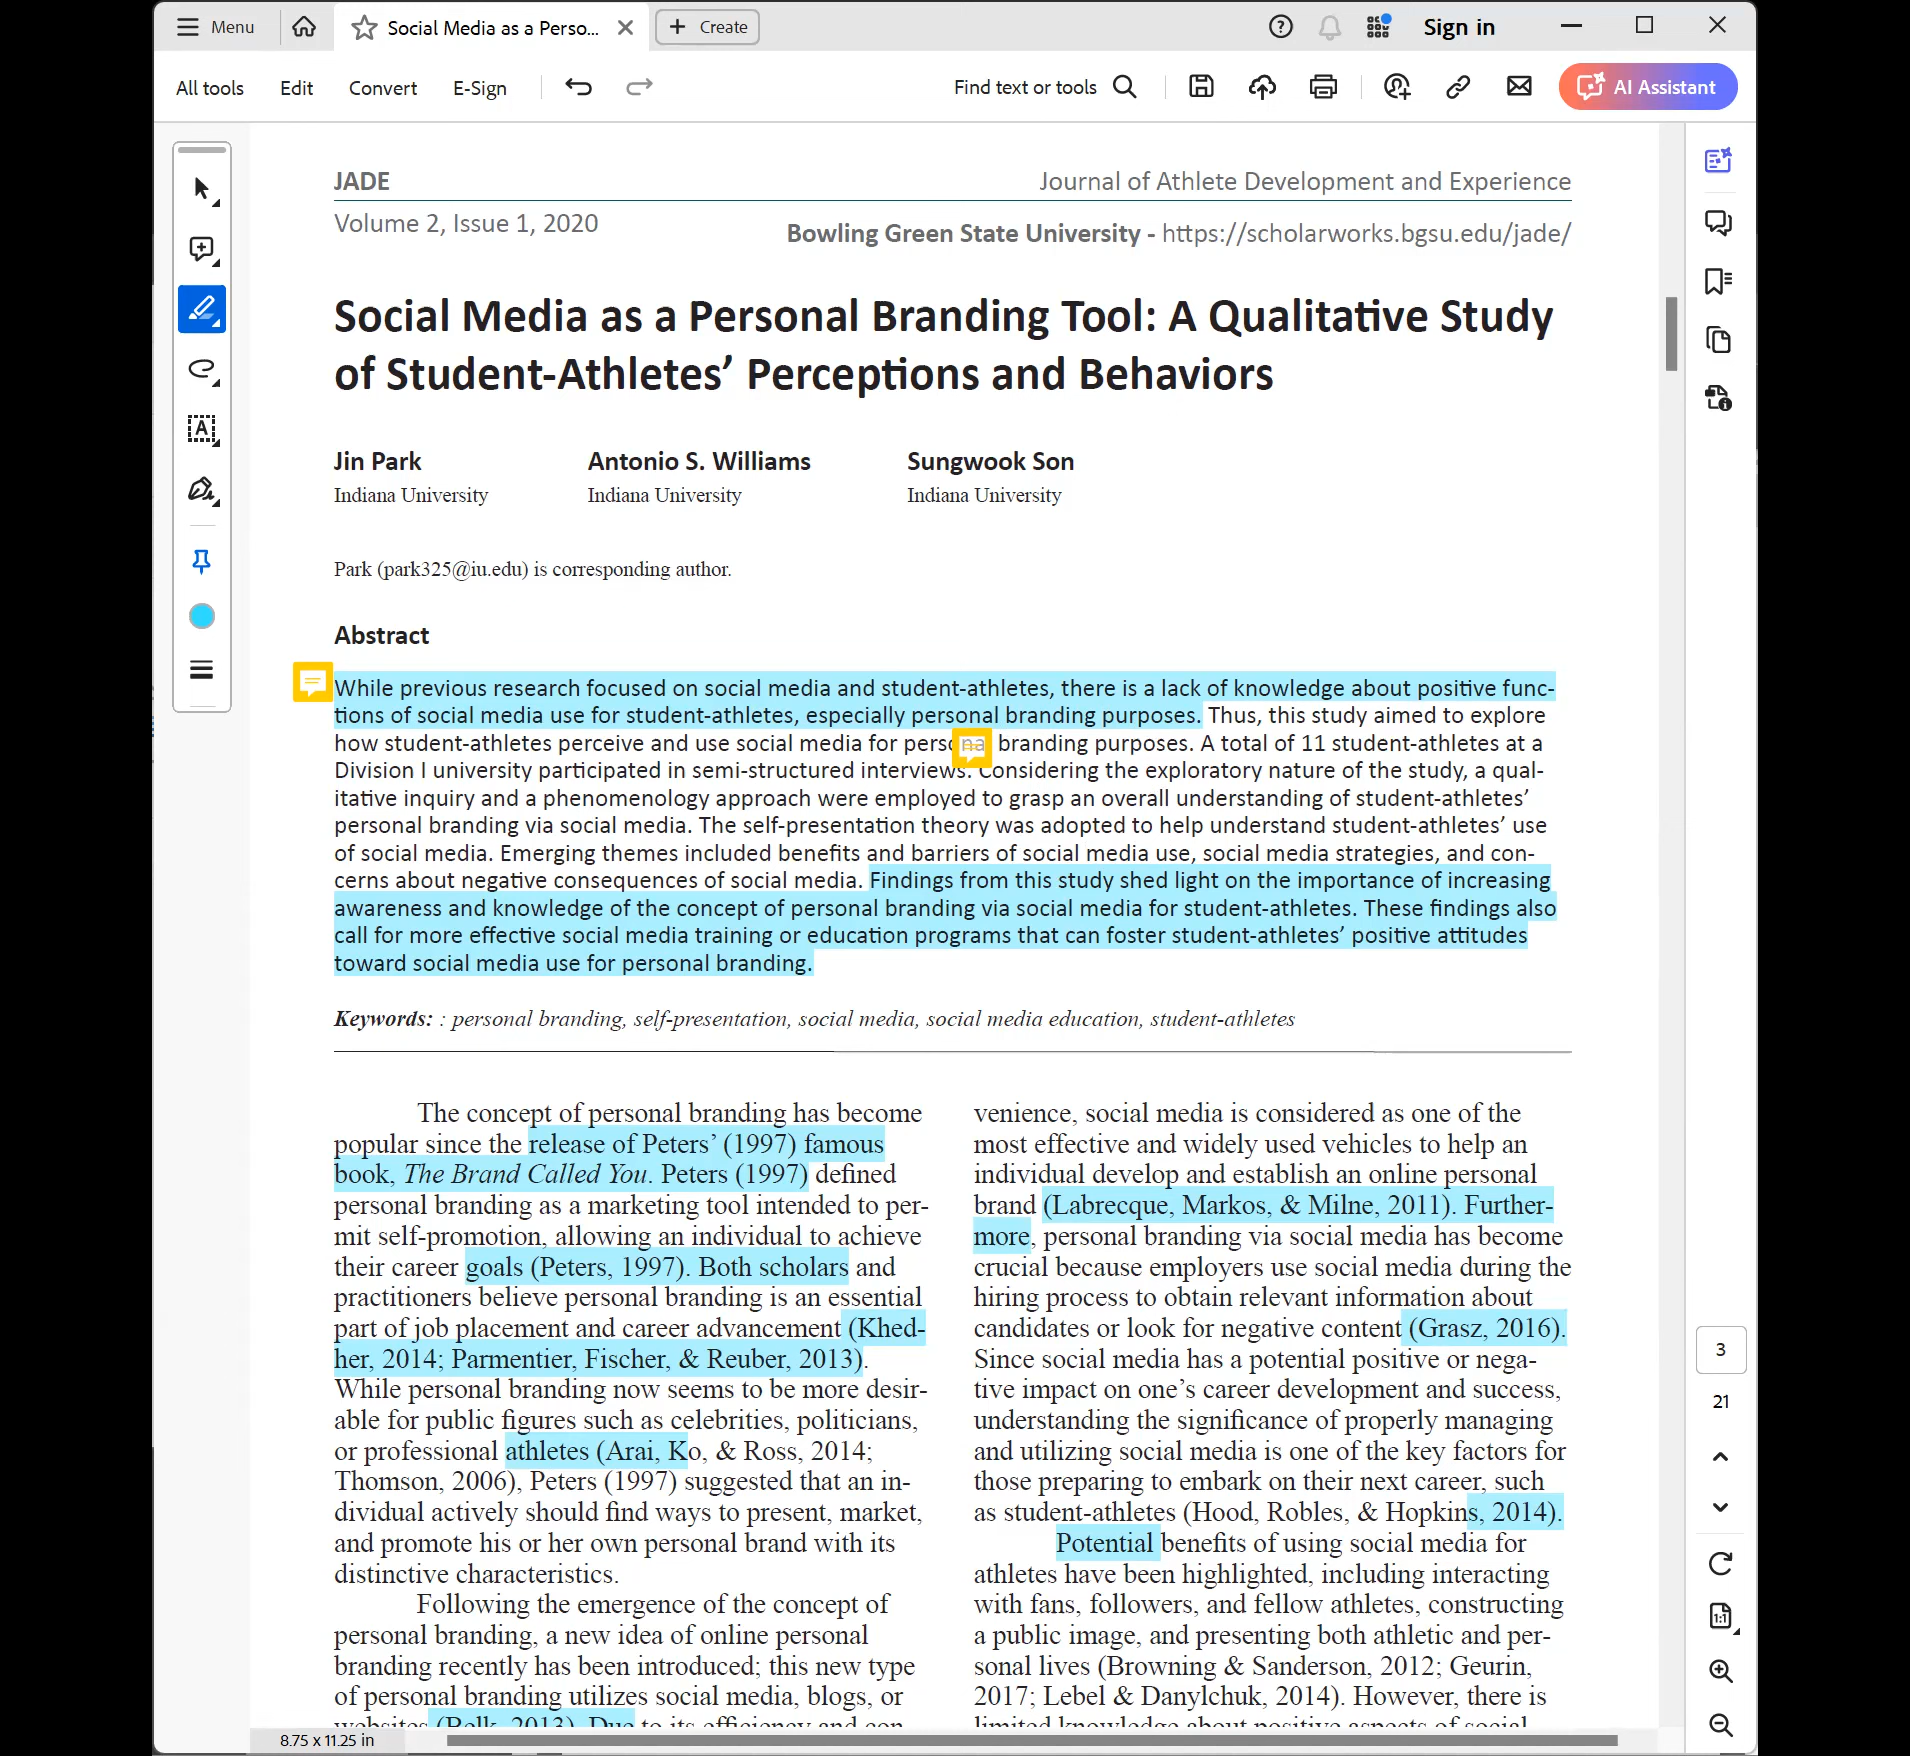 Menu
Social Media as a Perso...
Create
Sign in
All tools
Edit
Convert
E-Sign
Find text or tools
AI Assistant
JADE
Journal of Athlete Development and Experience
Volume 2, Issue 1, 2020
Bowling Green State University - https://scholarworks.bgsu.edu/jade/
Social Media as a Personal Branding Tool: A Qualitative Study
of Student-Athletes’ Perceptions and Behaviors
Jin Park
Antonio S. Williams
Sungwook Son
Indiana University
Indiana University
Indiana University
Park (park325@iu.edu) is corresponding author.
Abstract
While previous research focused on social media and student-athletes, there is a lack of knowledge about positive func-
tions of social media use for student-athletes, especially personal branding purposes. Thus, this study aimed to explore
how student-athletes perceive and use social media for personal branding purposes. A total of 11 student-athletes at a
Division I university participated in semi-structured interviews. Considering the exploratory nature of the study, a qual-
itative inquiry and a phenomenology approach were employed to grasp an overall understanding of student-athletes’
personal branding via social media. The self-presentation theory was adopted to help understand student-athletes’ use
of social media. Emerging themes included benefits and barriers of social media use, social media strategies, and con-
cerns about negative consequences of social media. Findings from this study shed light on the importance of increasing
awareness and knowledge of the concept of personal branding via social media for student-athletes. These findings also
call for more effective social media training or education programs that can foster student-athletes’ positive attitudes
toward social media use for personal branding.
Keywords: : personal branding, self-presentation, social media, social media education, student-athletes
The concept of personal branding has become
popular since the release of Peters’ (1997) famous
book, The Brand Called You. Peters (1997) defined
personal branding as a marketing tool intended to per-
mit self-promotion, allowing an individual to achieve
their career goals (Peters, 1997). Both scholars and
practitioners believe personal branding is an essential
part of job placement and career advancement (Khed-
her, 2014; Parmentier, Fischer, & Reuber, 2013).
While personal branding now seems to be more desir-
able for public figures such as celebrities, politicians,
or professional athletes (Arai, Ko, & Ross, 2014;
Thomson, 2006), Peters (1997) suggested that an in-
dividual actively should find ways to present, market,
and promote his or her own personal brand with its
distinctive characteristics.
Following the emergence of the concept of
personal branding, a new idea of online personal
branding recently has been introduced; this new type
of personal branding utilizes social media, blogs, or
websites (Belk, 2013). Due to its efficiency and con-
venience, social media is considered as one of the
most effective and widely used vehicles to help an
individual develop and establish an online personal
brand (Labrecque, Markos, & Milne, 2011). Further-
more, personal branding via social media has become
crucial because employers use social media during the
hiring process to obtain relevant information about
candidates or look for negative content (Grasz, 2016).
Since social media has a potential positive or nega-
tive impact on one’s career development and success,
understanding the significance of properly managing
and utilizing social media is one of the key factors for
those preparing to embark on their next career, such
as student-athletes (Hood, Robles, & Hopkins, 2014).
Potential benefits of using social media for
athletes have been highlighted, including interacting
with fans, followers, and fellow athletes, constructing
a public image, and presenting both athletic and per-
sonal lives (Browning & Sanderson, 2012; Geurin,
2017; Lebel & Danylchuk, 2014). However, there is
limited knowledge about positive aspects of social
3
21
8.75 x 11.25 in